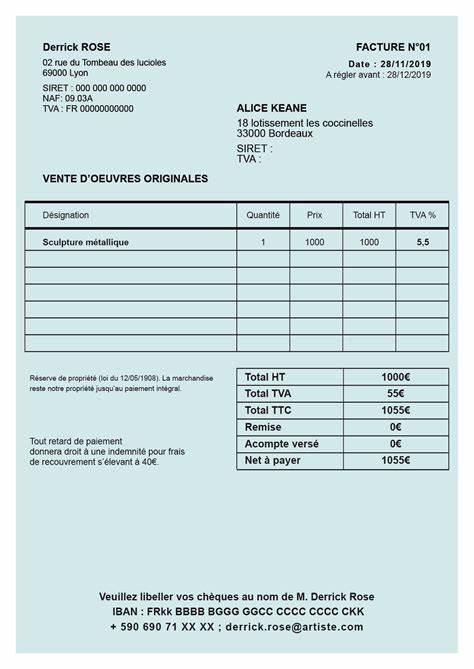 Derrick ROSE
FACTURE N°01
02 rue du Tombeau des lucioles
69000 Lyon
Date : 28/11/2019
A régler avant : 28/12/2019
SIRET : 000 000 000 0000
NAF: 09.03A
TVA : FR 00000000000
ALICE KEANE
18 lotissement les coccinelles
33000 Bordeaux
SIRET :
TVA :
VENTE D'OEUVRES ORIGINALES
Désignation Quantité Prix Total HT TVA %
Sculpture métallique 1 1000 1000 5,5
Réserve de propriété (loi du 12/05/1908). La marchandise
reste notre propriété jusqu'au paiement intégral.
Total HT 1000€
Total TVA 55€
Total TTC 1055€
Remise 0€
Acompte versé 0€
Net à payer 1055€
Tout retard de paiement
donnera droit à une indemnité pour frais
de recouvrement s'élevant à 40€.
Veuillez libeller vos chèques au nom de M. Derrick Rose
IBAN : FRkk BBBB BGGG GGCC CCCC CCCC CKK
+ 590 690 71 XX XX ; derrick.rose@artiste.com